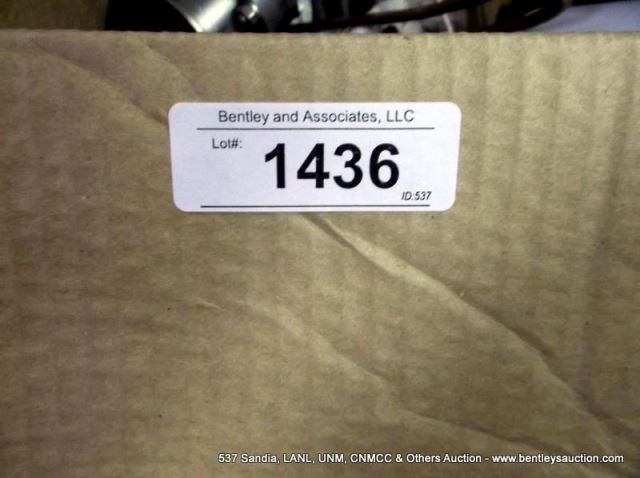 Bentley and Associates, LLC
Lot#:
1436
ID:537
537 Sandia, LANL, UNM, CNMCC & Others Auction - www.bentleysauction.com